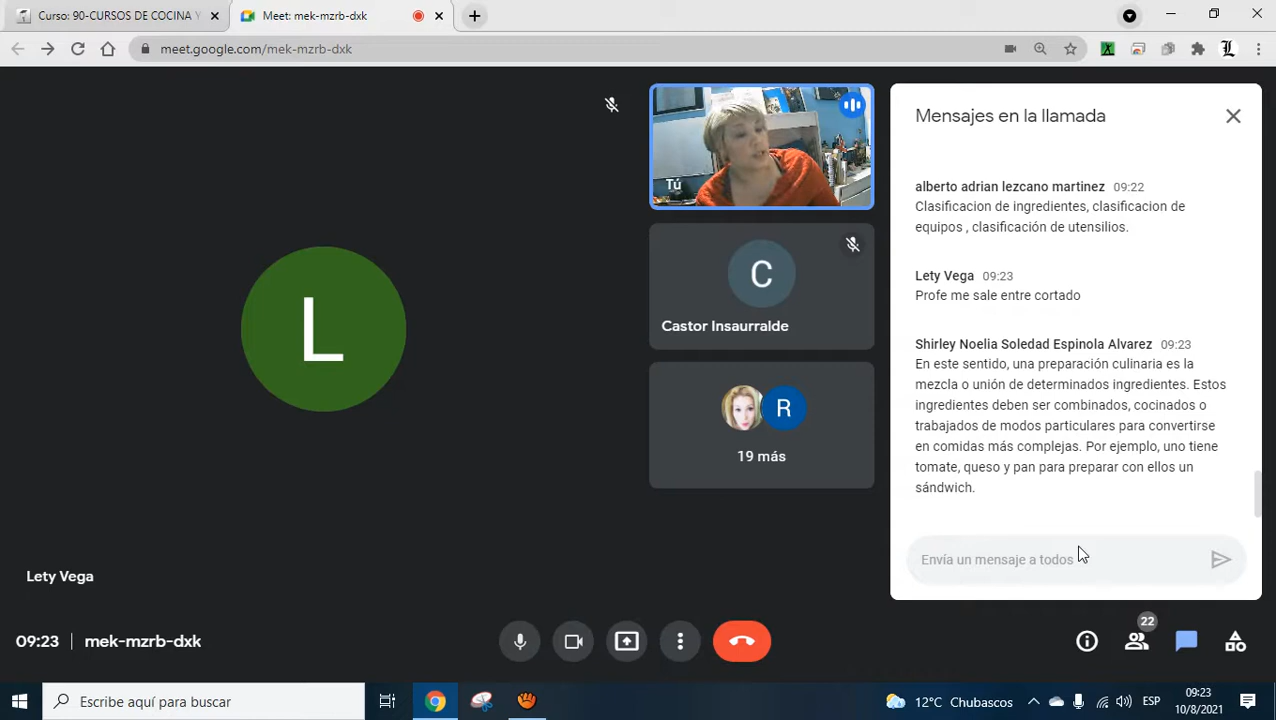 Curso: 90-CURSOS DE COCINA Y
Meet: mek-mzrb-dxk
meet.google.com/mek-mzrb-dxk
Mensajes en la llamada
alberto adrian lezcano martinez 09:22
Clasificacion de ingredientes, clasificacion de
equipos , clasificación de utensilios.
Lety Vega 09:23
Profe me sale entre cortado
Shirley Noelia Soledad Espinola Alvarez 09:23
En este sentido, una preparación culinaria es la
mezcla o unión de determinados ingredientes. Estos
ingredientes deben ser combinados, cocinados o
trabajados de modos particulares para convertirse
en comidas más complejas. Por ejemplo, uno tiene
tomate, queso y pan para preparar con ellos un
sándwich.
Envía un mensaje a todos
Tú
C
Castor Insaurralde
R
19 más
L
Lety Vega
09:23 | mek-mzrb-dxk
22
Escribe aquí para buscar
12°C Chubascos
ESP
09:23
10/8/2021